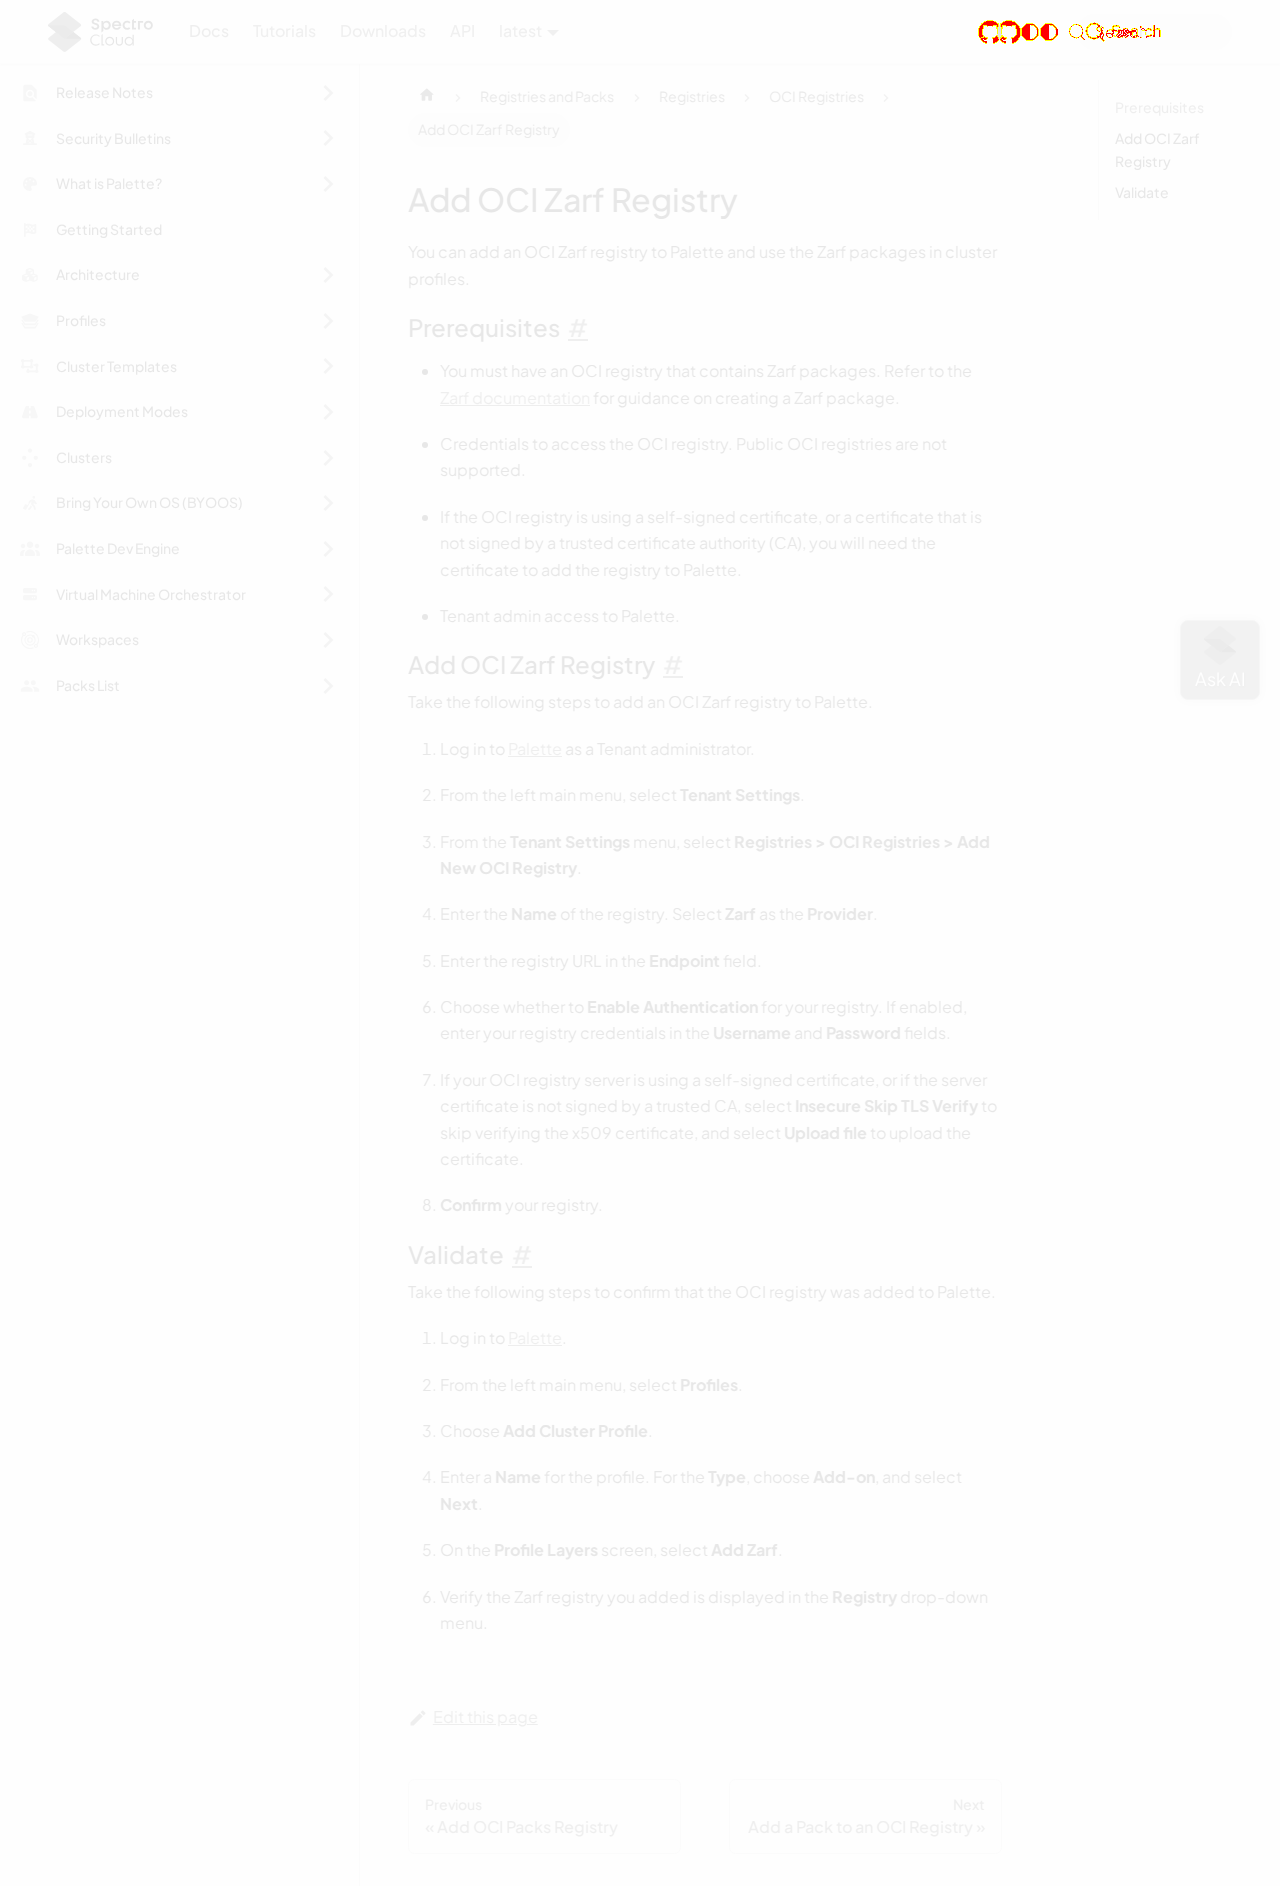 Spectro
Cloud
Docs
Tutorials
Downloads
API
latest
Release Notes
Security Bulletins
What is Palette?
Getting Started
Architecture
Profiles
Cluster Templates
Deployment Modes
Clusters
Bring Your Own OS (BYOOS)
Palette Dev Engine
Virtual Machine Orchestrator
Workspaces
Packs List
Registries and Packs
Registries
OCI Registries
Add OCI Zarf Registry
Add OCI Zarf Registry
You can add an OCI Zarf registry to Palette and use the Zarf packages in cluster
profiles.
Prerequisites #
• You must have an OCI registry that contains Zarf packages. Refer to the
Zarf documentation for guidance on creating a Zarf package.
• Credentials to access the OCI registry. Public OCI registries are not
supported.
• If the OCI registry is using a self-signed certificate, or a certificate that is
not signed by a trusted certificate authority (CA), you will need the
certificate to add the registry to Palette.
• Tenant admin access to Palette.
Add OCI Zarf Registry #
Take the following steps to add an OCI Zarf registry to Palette.
1. Log in to Palette as a Tenant administrator.
2. From the left main menu, select Tenant Settings.
3. From the Tenant Settings menu, select Registries > OCI Registries > Add
New OCI Registry.
4. Enter the Name of the registry. Select Zarf as the Provider.
5. Enter the registry URL in the Endpoint field.
6. Choose whether to Enable Authentication for your registry. If enabled,
enter your registry credentials in the Username and Password fields.
7. If your OCI registry server is using a self-signed certificate, or if the server
certificate is not signed by a trusted CA, select Insecure Skip TLS Verify to
skip verifying the x509 certificate, and select Upload file to upload the
certificate.
8. Confirm your registry.
Validate #
Take the following steps to confirm that the OCI registry was added to Palette.
1. Log in to Palette.
2. From the left main menu, select Profiles.
3. Choose Add Cluster Profile.
4. Enter a Name for the profile. For the Type, choose Add-on, and select
Next.
5. On the Profile Layers screen, select Add Zarf.
6. Verify the Zarf registry you added is displayed in the Registry drop-down
menu.
Edit this page
Previous
« Add OCI Packs Registry
Next
Add a Pack to an OCI Registry »
Prerequisites
Add OCI Zarf
Registry
Validate
Ask AI